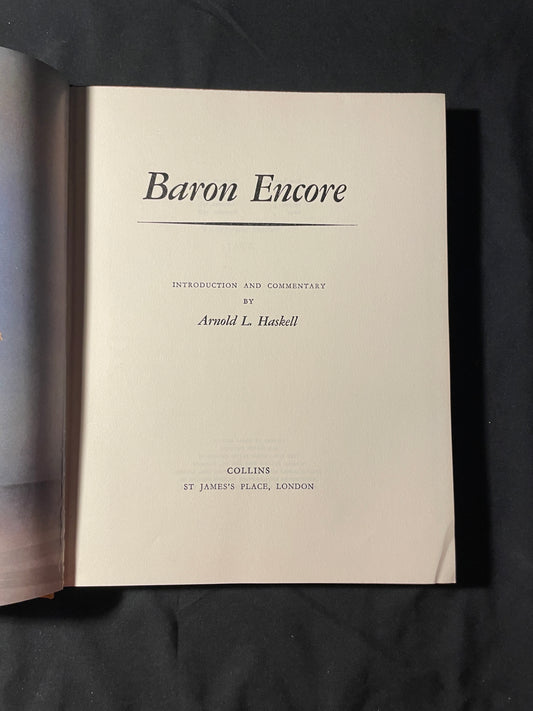 Baron Encore
INTRODUCTION AND COMMENTARY
BY
Arnold L. Haskell
COLLINS
ST JAMES'S PLACE, LONDON